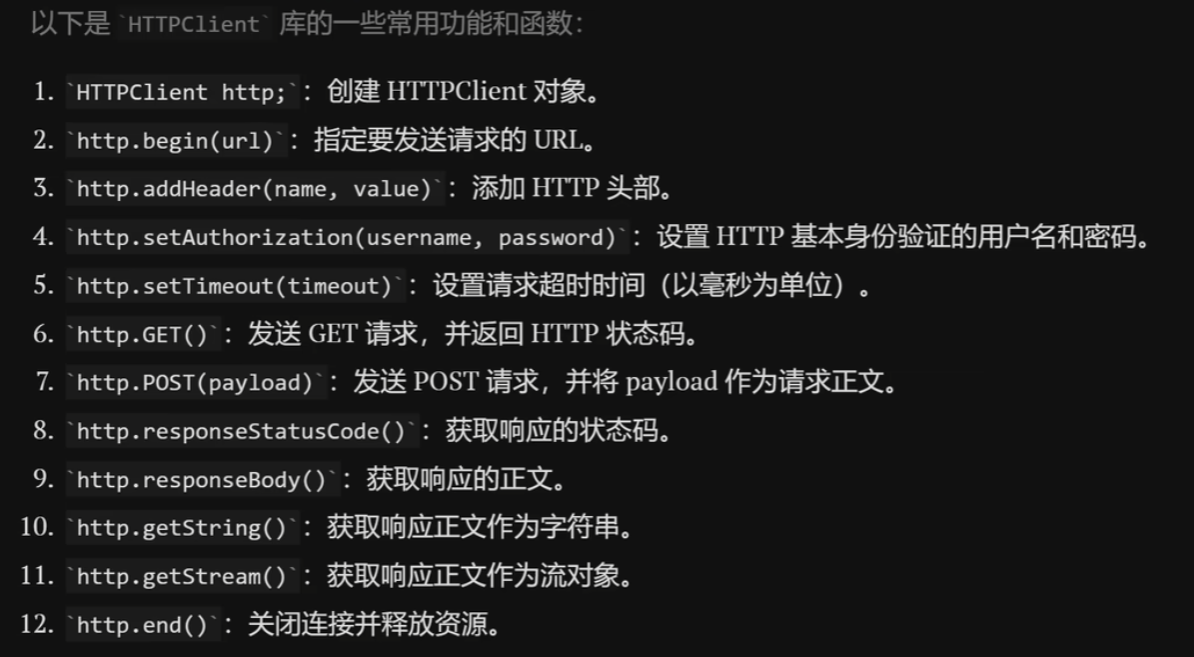 以下是 `HTTPClient` 库的一些常用功能和函数：
1. `HTTPClient http;`：创建 HTTPClient 对象。
2. `http.begin(url)`：指定要发送请求的 URL。
3. `http.addHeader(name, value)`：添加 HTTP 头部。
4. `http.setAuthorization(username, password)`：设置 HTTP 基本身份验证的用户名和密码。
5. `http.setTimeout(timeout)`：设置请求超时时间（以毫秒为单位）。
6. `http.GET()`：发送 GET 请求，并返回 HTTP 状态码。
7. `http.POST(payload)`：发送 POST 请求，并将 payload 作为请求正文。
8. `http.responseStatusCode()`：获取响应的状态码。
9. `http.responseBody()`：获取响应的正文。
10. `http.getString()`：获取响应正文作为字符串。
11. `http.getStream()`：获取响应正文作为流对象。
12. `http.end()`：关闭连接并释放资源。